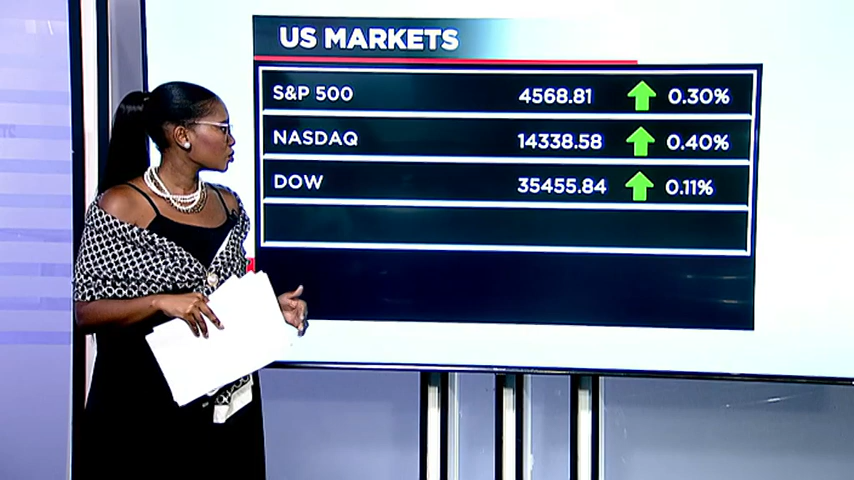 US MARKETS
S&P 500 4568.81 0.30%
NASDAQ 14338.58 0.40%
DOW 35455.84 0.11%